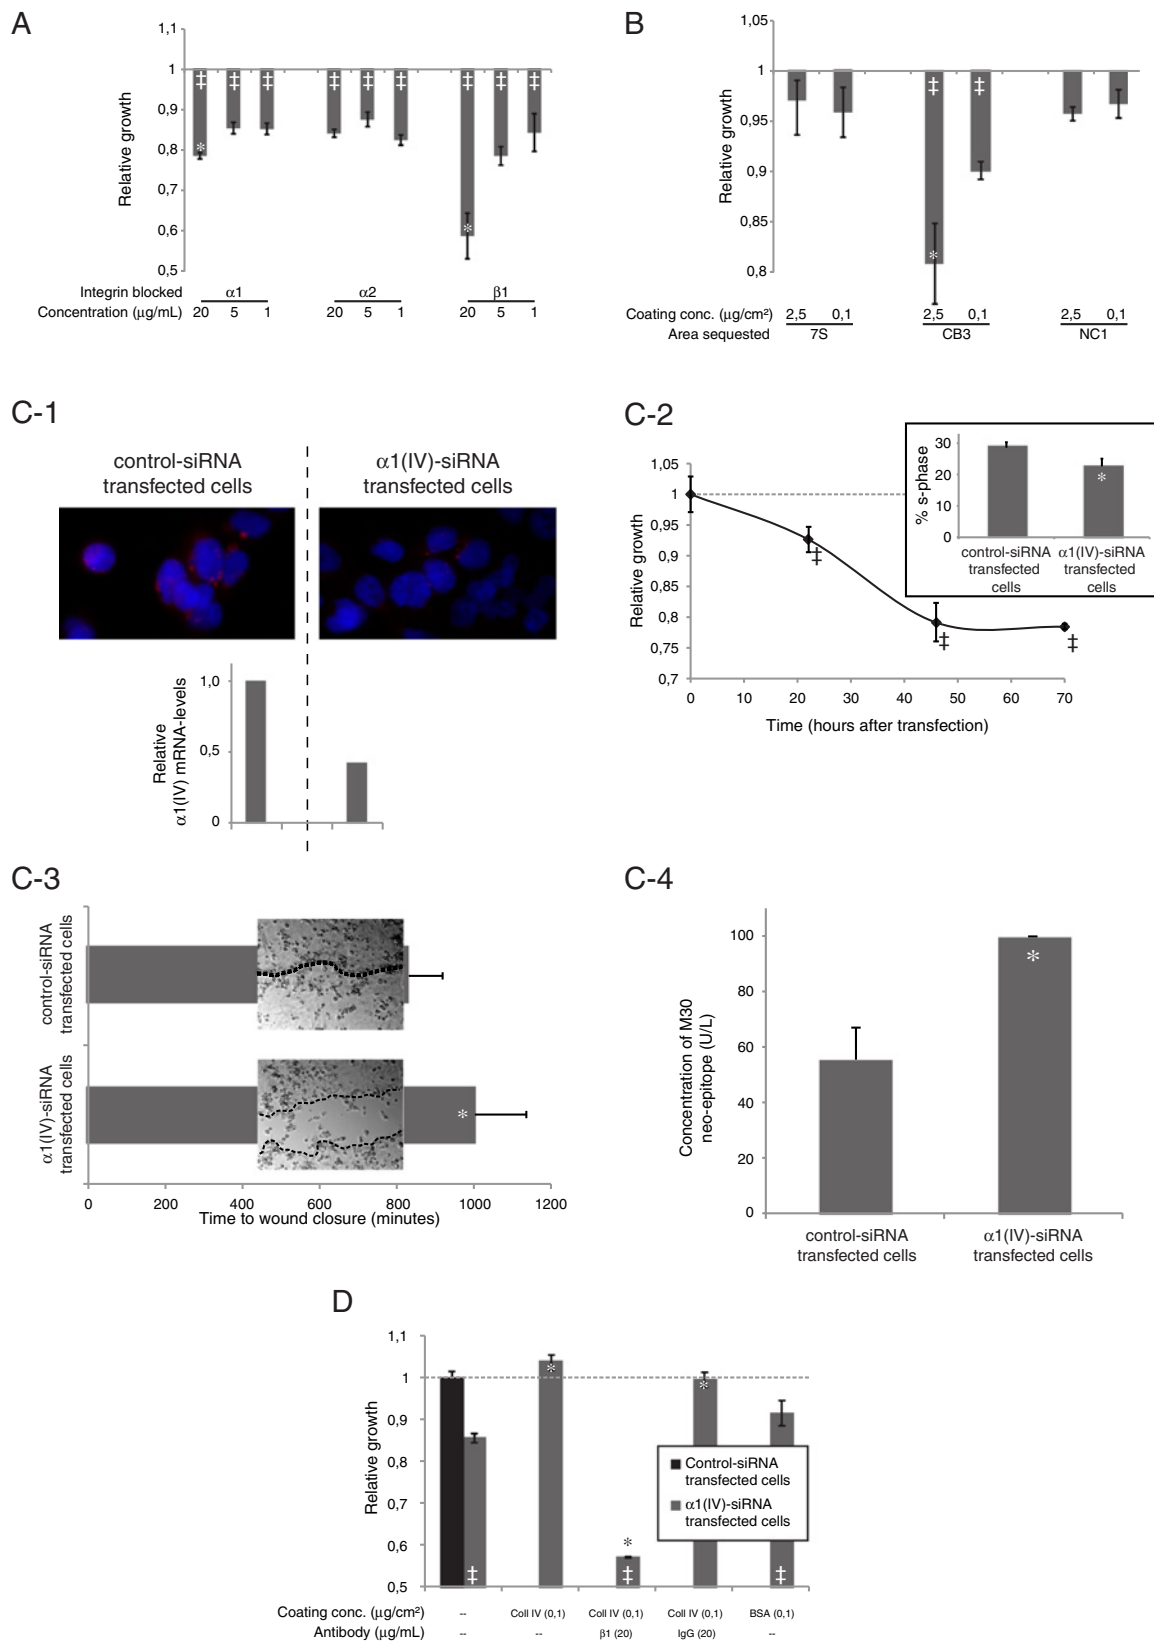 A
1,1
1
0,9
0,8
0,7
0,6
0,5
Relative growth
‡ ‡ ‡ ‡ ‡ ‡ ‡ ‡ ‡
*
*
Integrin blocked α1 α2 β1
Concentration (μg/mL) 20 5 1 20 5 1 20 5 1
B
1,05
1
0,95
0,9
0,85
0,8
Relative growth
‡ ‡
*
Coating conc. (μg/cm²) 2,5 0,1 2,5 0,1 2,5 0,1
Area sequested 7S CB3 NC1
C-1
control-siRNA
transfected cells
α1(IV)-siRNA
transfected cells
Relative
α1(IV) mRNA-levels
1,0
0,5
0
C-2
1,05
1
0,95
0,9
0,85
0,8
0,75
0,7
Relative growth
‡
‡
‡
0 10 20 30 40 50 60 70
Time (hours after transfection)
% s-phase
30
20
10
0
*
control-siRNA
transfected
cells
α1(IV)-siRNA
transfected
cells
C-3
control-siRNA
transfected cells
α1(IV)-siRNA
transfected cells
*
0 200 400 600 800 1000 1200
Time to wound closure (minutes)
C-4
Concentration of M30
neo-epitope (U/L)
100
80
60
40
20
0
*
control-siRNA
transfected cells
α1(IV)-siRNA
transfected cells
D
1,1
1
0,9
0,8
0,7
0,6
0,5
Relative growth
*
*
*
‡ ‡ ‡
Control-siRNA
transfected cells
α1(IV)-siRNA
transfected cells
Coating conc. (μg/cm²) -- Coll IV (0,1) Coll IV (0,1) Coll IV (0,1) BSA (0,1)
Antibody (μg/mL) -- -- β1 (20) IgG (20) --